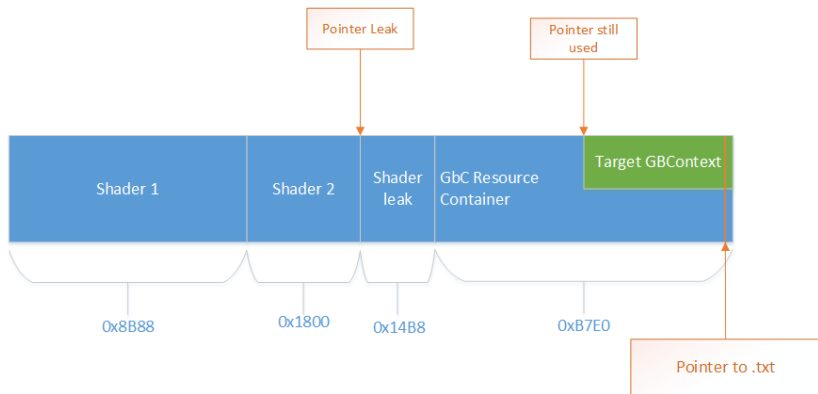 Pointer Leak
Pointer still
used
Shader 1
Shader 2
Shader
leak
GbC Resource
Container
Target GBContext
0x8B88
0x1800
0x14B8
0xB7E0
Pointer to .txt